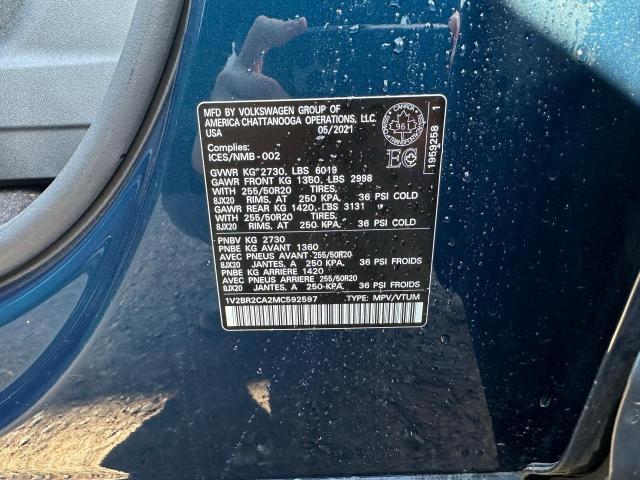 MFD BY VOLKSWAGEN GROUP OF
AMERICA CHATTANOOGA OPERATIONS, LLC.
USA 05/2021
Complies:
ICES/NMB-002
GVWR KG 2730, LBS 6019
GAWR FRONT KG 1360, LBS 2998
WITH 255/50R20 TIRES,
8JX20 RIMS, AT 250 KPA, 36 PSI COLD
GAWR REAR KG 1420, LBS 3131
WITH 255/50R20 TIRES,
8JX20 RIMS, AT 250 KPA, 36 PSI COLD
PNBV KG 2730
PNBE KG AVANT 1360
AVEC PNEUS AVANT 255/50R20
8JX20 JANTES, A 250 KPA, 36 PSI FROIDS
PNBE KG ARRIERE 1420
AVEC PNEUS ARRIERE 255/50R20
8JX20 JANTES, A 250 KPA, 36 PSI FROIDS
1V2BR2CA2MC592597 TYPE: MPV/VTUM
CANADA
961
EC
1959258 1